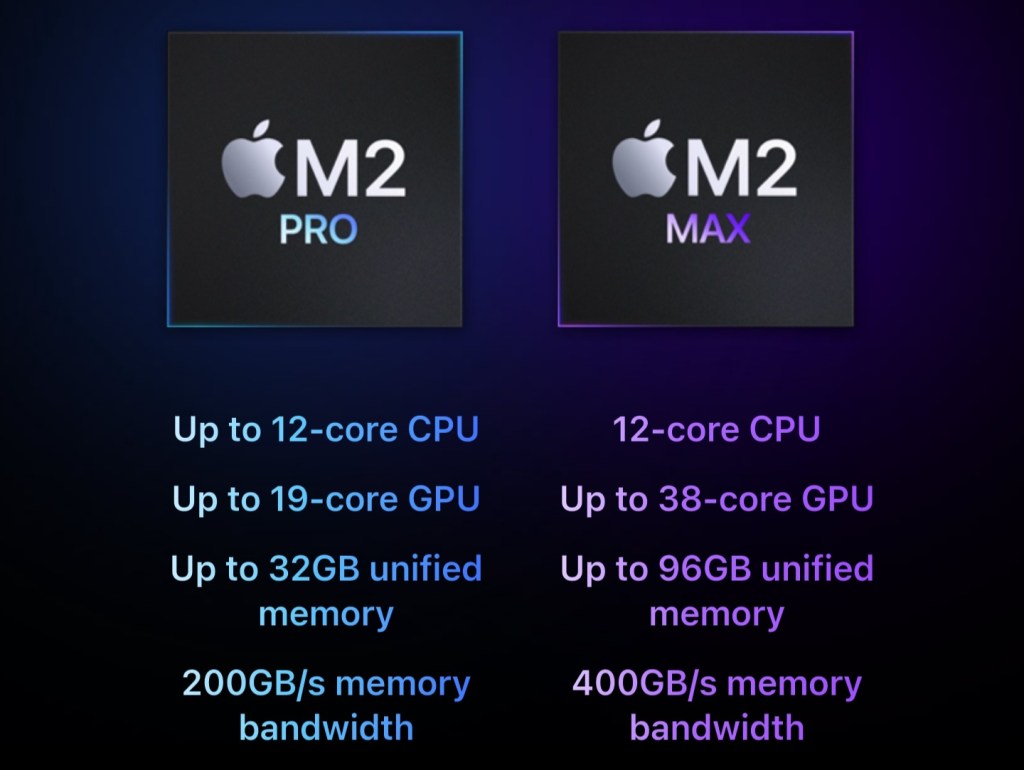 M2
PRO
Up to 12-core CPU
Up to 19-core GPU
Up to 32GB unified
memory
200GB/s memory
bandwidth
M2
MAX
12-core CPU
Up to 38-core GPU
Up to 96GB unified
memory
400GB/s memory
bandwidth